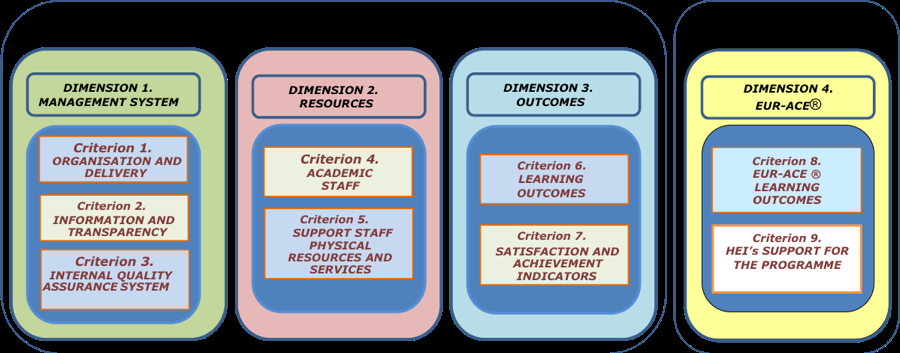 DIMENSION 1.
MANAGEMENT SYSTEM
Criterion 1.
ORGANISATION AND
DELIVERY
Criterion 2.
INFORMATION AND
TRANSPARENCY
Criterion 3.
INTERNAL QUALITY
ASSURANCE SYSTEM
DIMENSION 2.
RESOURCES
Criterion 4.
ACADEMIC
STAFF
Criterion 5.
SUPPORT STAFF
PHYSICAL
RESOURCES AND
SERVICES
DIMENSION 3.
OUTCOMES
Criterion 6.
LEARNING
OUTCOMES
Criterion 7.
SATISFACTION AND
ACHIEVEMENT
INDICATORS
DIMENSION 4.
EUR-ACE®
Criterion 8.
EUR-ACE ®
LEARNING
OUTCOMES
Criterion 9.
HEI’s SUPPORT FOR
THE PROGRAMME